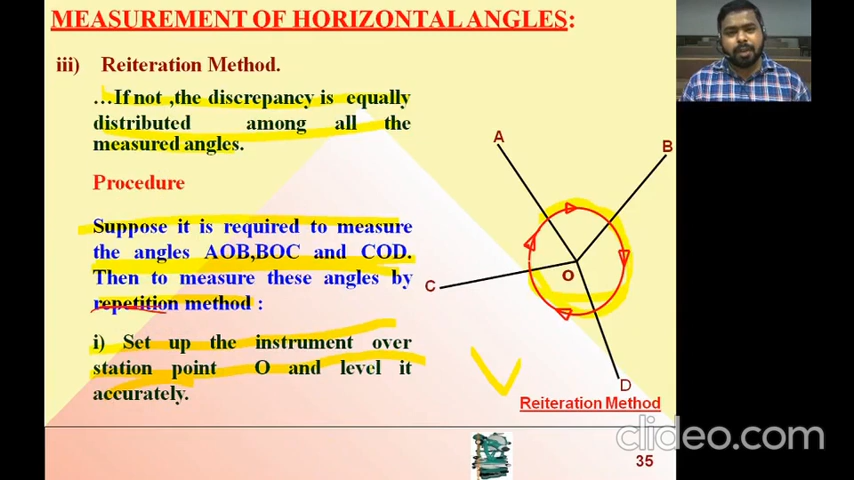 MEASUREMENT OF HORIZONTAL ANGLES:
iii) Reiteration Method.
…If not ,the discrepancy is equally
distributed among all the
measured angles.
Procedure
Suppose it is required to measure
the angles AOB,BOC and COD.
Then to measure these angles by
repetition method :
i) Set up the instrument over
station point O and level it
accurately.
A
B
C
O
D
Reiteration Method
clideo.com
35